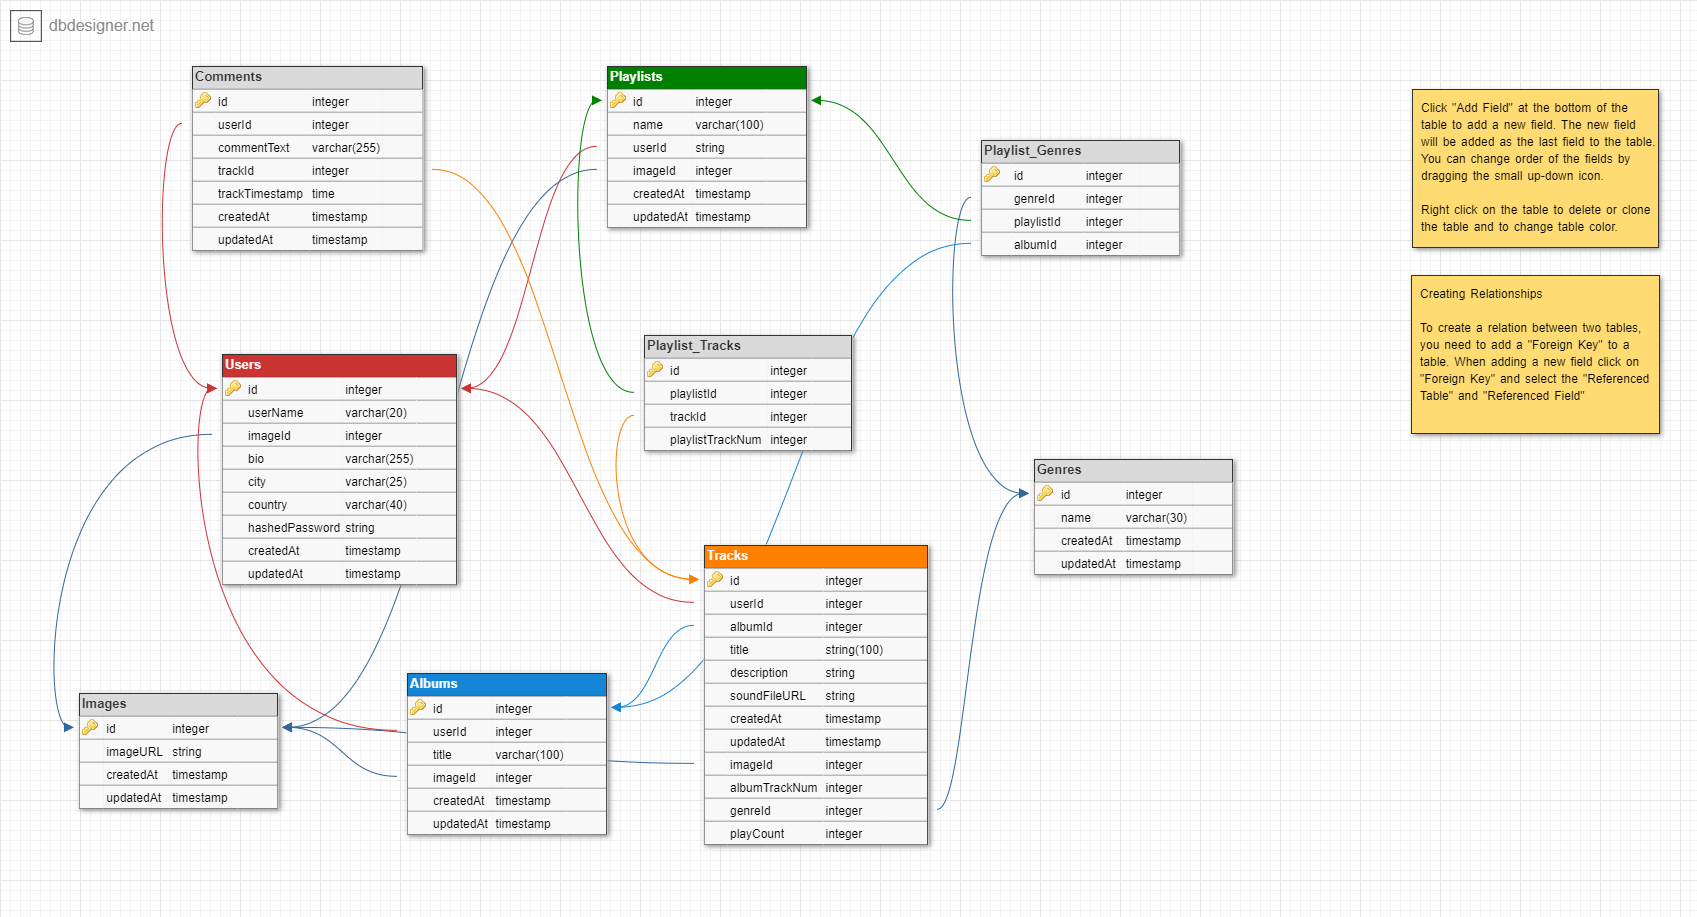 dbdesigner.net
Comments
id integer
userId integer
commentText varchar(255)
trackId integer
trackTimestamp time
createdAt timestamp
updatedAt timestamp
Playlists
id integer
name varchar(100)
userId string
imageId integer
createdAt timestamp
updatedAt timestamp
Playlist_Genres
id integer
genreId integer
playlistId integer
albumId integer
Click "Add Field" at the bottom of the
table to add a new field. The new field
will be added as the last field to the table.
You can change order of the fields by
dragging the small up-down icon.
Right click on the table to delete or clone
the table and to change table color.
Creating Relationships
To create a relation between two tables,
you need to add a "Foreign Key" to a
table. When adding a new field click on
"Foreign Key" and select the "Referenced
Table" and "Referenced Field"
Users
id integer
userName varchar(20)
imageId integer
bio varchar(255)
city varchar(25)
country varchar(40)
hashedPassword string
createdAt timestamp
updatedAt timestamp
Playlist_Tracks
id integer
playlistId integer
trackId integer
playlistTrackNum integer
Genres
id integer
name varchar(30)
createdAt timestamp
updatedAt timestamp
Tracks
id integer
userId integer
albumId integer
title string(100)
description string
soundFileURL string
createdAt timestamp
updatedAt timestamp
imageId integer
albumTrackNum integer
genreId integer
playCount integer
Albums
id integer
userId integer
title varchar(100)
imageId integer
createdAt timestamp
updatedAt timestamp
Images
id integer
imageURL string
createdAt timestamp
updatedAt timestamp